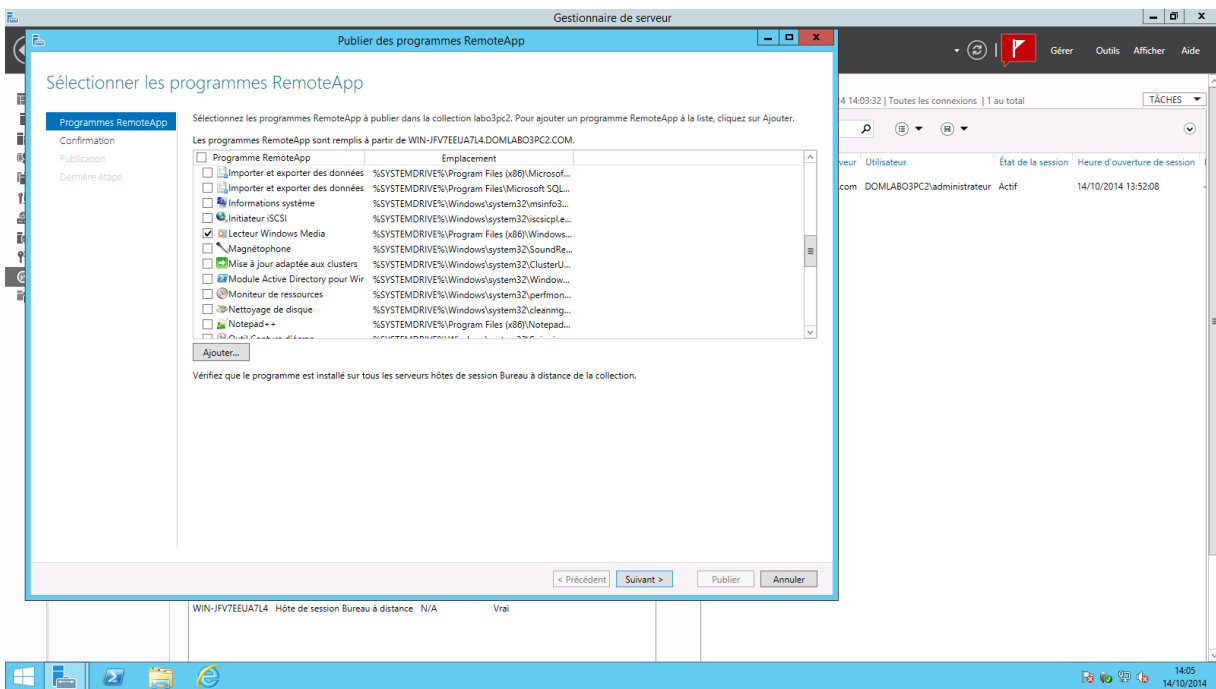 Gestionnaire de serveur
Publier des programmes RemoteApp
Gérer Outils Afficher Aide
Sélectionner les programmes RemoteApp
14:03:32 | Toutes les connexions | 1 au total
TÂCHES
Programmes RemoteApp
Confirmation
Publication
Dernière étape
Sélectionnez les programmes RemoteApp à publier dans la collection labo3pc2. Pour ajouter un programme RemoteApp à la liste, cliquez sur Ajouter.
Les programmes RemoteApp sont remplis à partir de WIN-JFV7EEUA7L4.DOMLABO3PC2.COM.
Programme RemoteApp Emplacement
Importer et exporter des données %SYSTEMDRIVE%\Program Files (x86)\Microsof...
Importer et exporter des données %SYSTEMDRIVE%\Program Files\Microsoft SQL...
Informations système %SYSTEMDRIVE%\Windows\system32\msinfo3...
Initiateur iSCSI %SYSTEMDRIVE%\Windows\system32\iscsicpl.e...
Lecteur Windows Media %SYSTEMDRIVE%\Program Files (x86)\Windows...
Magnétophone %SYSTEMDRIVE%\Windows\system32\SoundRe...
Mise à jour adaptée aux clusters %SYSTEMDRIVE%\Windows\system32\ClusterU...
Module Active Directory pour Wir %SYSTEMDRIVE%\Windows\system32\Window...
Moniteur de ressources %SYSTEMDRIVE%\Windows\system32\perfmon...
Nettoyage de disque %SYSTEMDRIVE%\Windows\system32\cleanmg...
Notepad++ %SYSTEMDRIVE%\Program Files (x86)\Notepad...
Ajouter...
Vérifiez que le programme est installé sur tous les serveurs hôtes de session Bureau à distance de la collection.
veur Utilisateur État de la session Heure d'ouverture de session
.com DOMLABO3PC2\administrateur Actif 14/10/2014 13:52:08
< Précédent Suivant > Publier Annuler
WIN-JFV7EEUA7L4 Hôte de session Bureau à distance N/A Vrai
14:05
14/10/2014